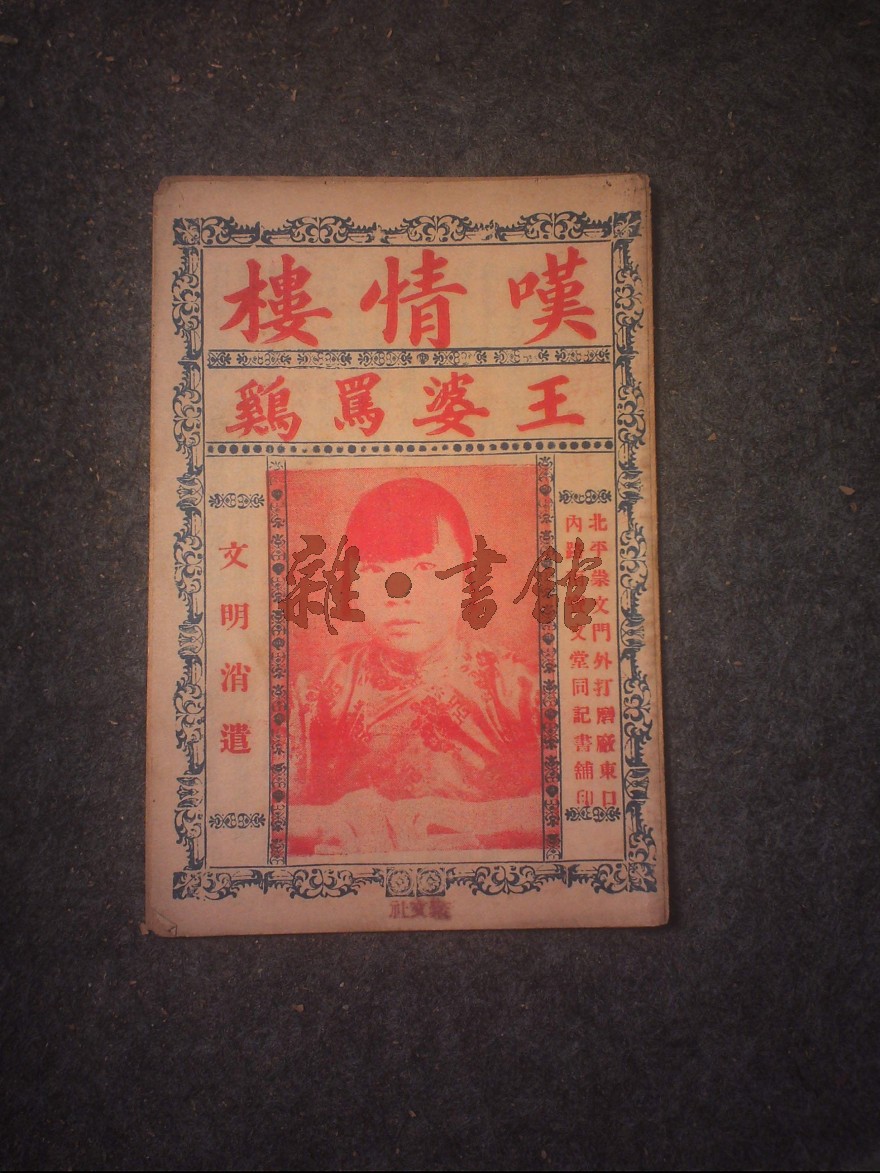 嘆情樓
王婆罵鷄
北平崇文門外打磨廠東口
內路文堂同記書舖印
文明消遣
雜•書館